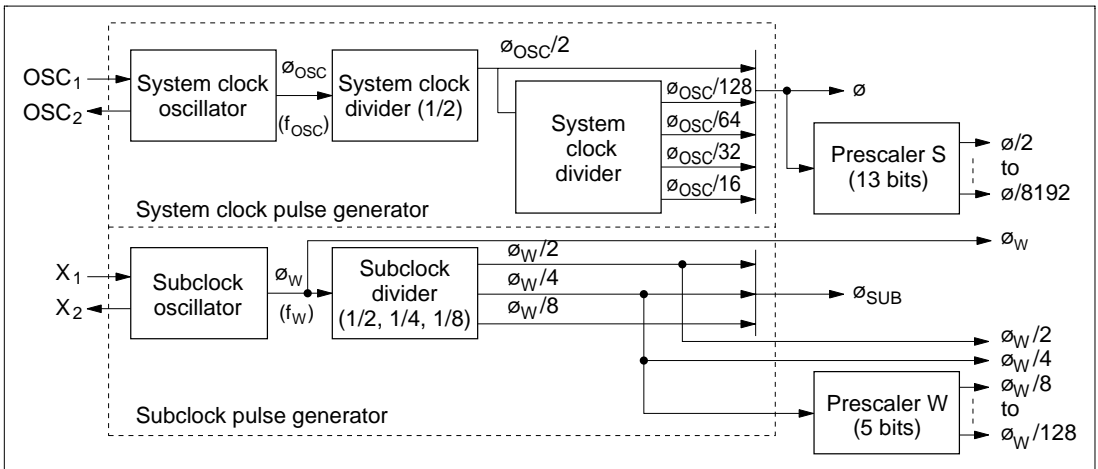 OSC1
OSC2
System clock
oscillator
øOSC
(fOSC)
System clock
divider (1/2)
øOSC/2
System
clock
divider
øOSC/128
øOSC/64
øOSC/32
øOSC/16
ø
Prescaler S
(13 bits)
ø/2
to
ø/8192
System clock pulse generator
X1
X2
Subclock
oscillator
øW
(fW)
Subclock
divider
(1/2, 1/4, 1/8)
øW/2
øW/4
øW/8
øW
øSUB
øW/2
øW/4
Prescaler W
(5 bits)
øW/8
to
øW/128
Subclock pulse generator